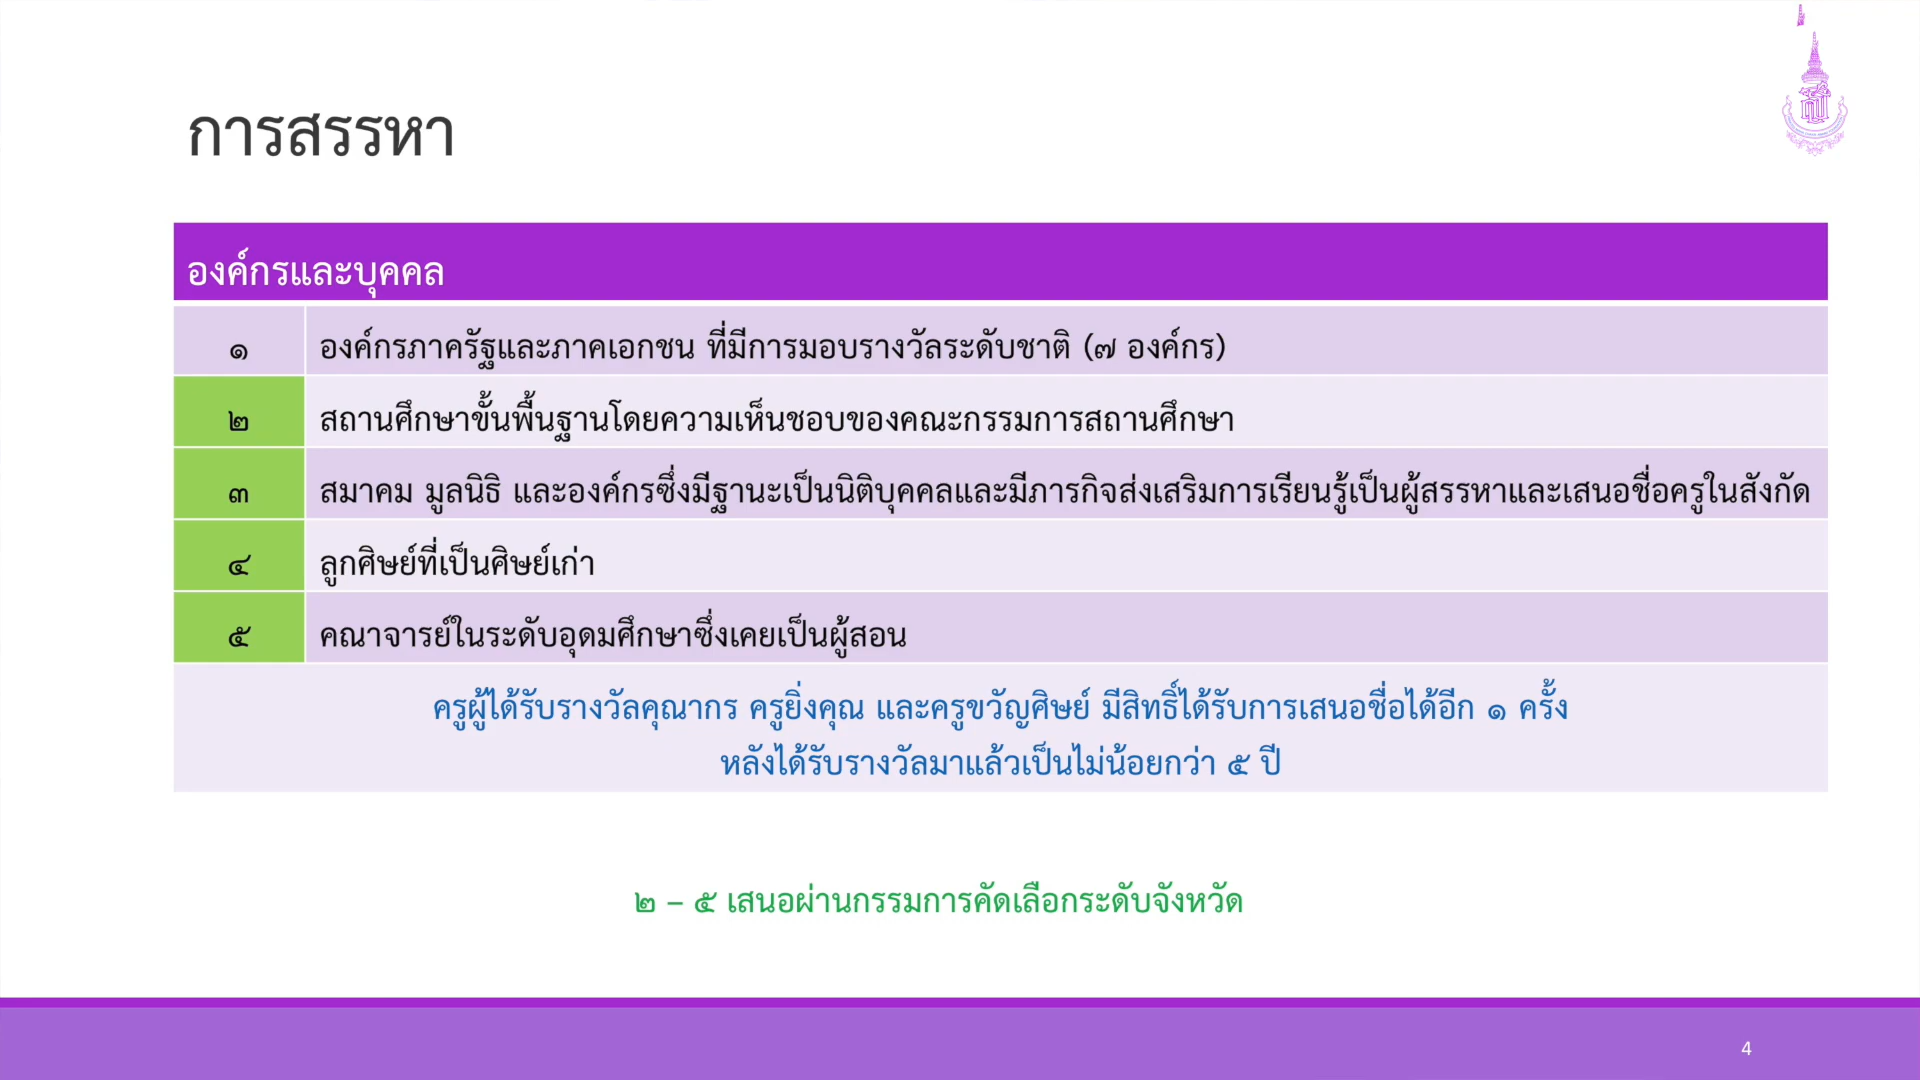 การสรรหา
องค์กรและบุคคล
๑ องค์กรภาครัฐและภาคเอกชน ที่มีการมอบรางวัลระดับชาติ (๗ องค์กร)
๒ สถานศึกษาขั้นพื้นฐานโดยความเห็นชอบของคณะกรรมการสถานศึกษา
๓ สมาคม มูลนิธิ และองค์กรซึ่งมีฐานะเป็นนิติบุคคลและมีภารกิจส่งเสริมการเรียนรู้เป็นผู้สรรหาและเสนอชื่อครูในสังกัด
๔ ลูกศิษย์ที่เป็นศิษย์เก่า
๕ คณาจารย์ในระดับอุดมศึกษาซึ่งเคยเป็นผู้สอน
ครูผู้ได้รับรางวัลคุณากร ครูยิ่งคุณ และครูขวัญศิษย์ มีสิทธิ์ได้รับการเสนอชื่อได้อีก ๑ ครั้ง
หลังได้รับรางวัลมาแล้วเป็นไม่น้อยกว่า ๕ ปี
๒ – ๕ เสนอผ่านกรรมการคัดเลือกระดับจังหวัด
4